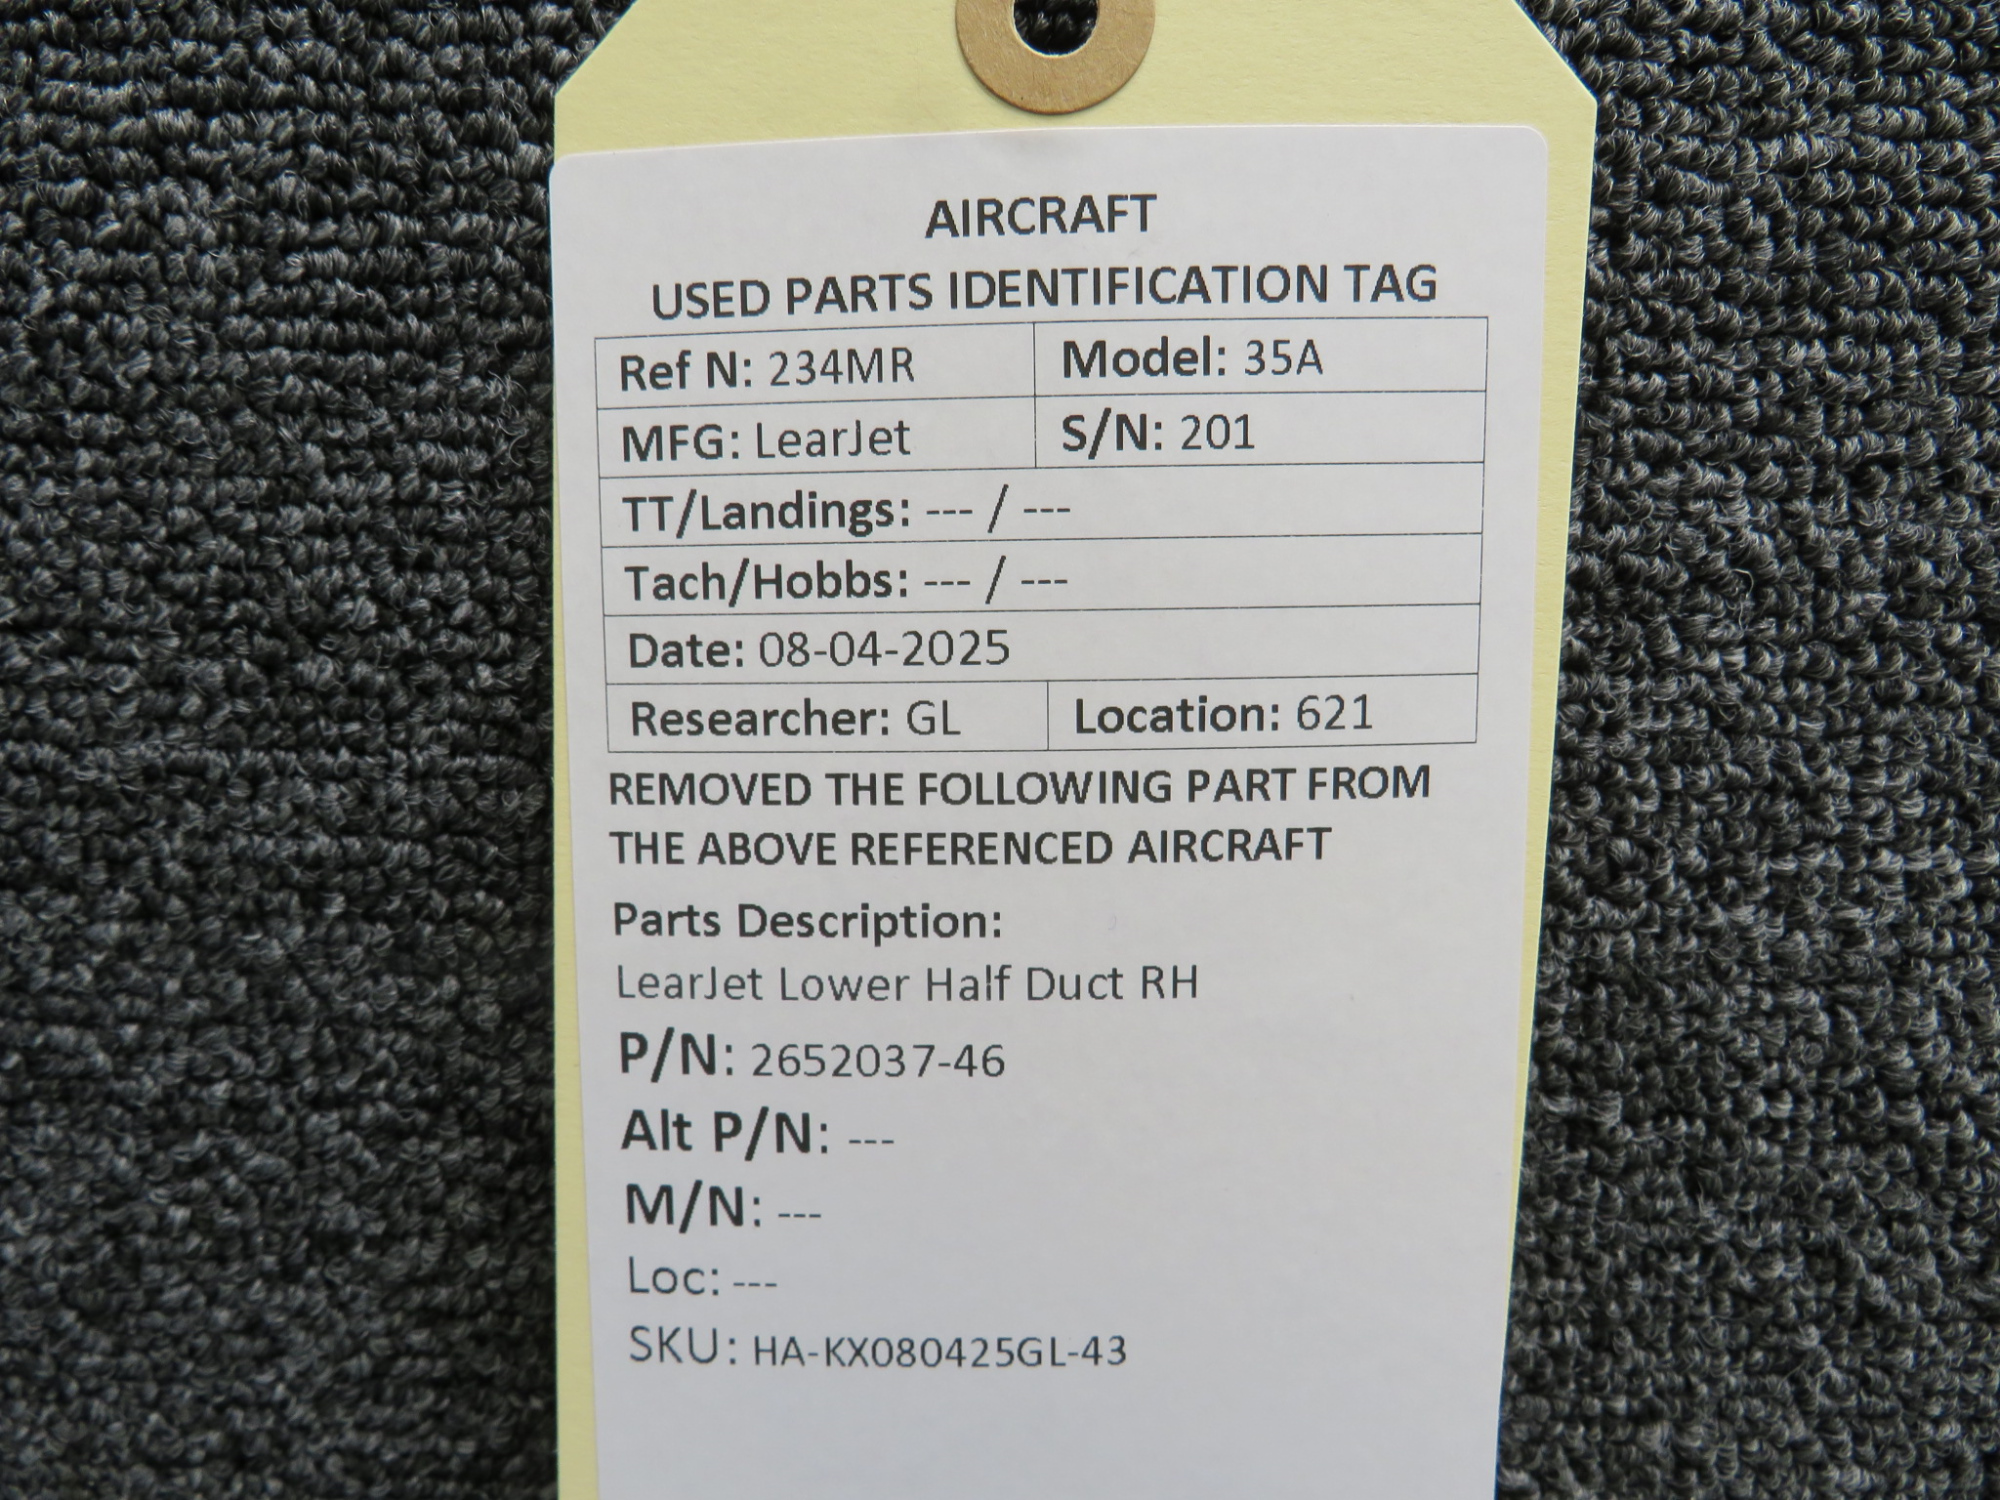 AIRCRAFT
USED PARTS IDENTIFICATION TAG
Ref N: 234MR Model: 35A
MFG: LearJet S/N: 201
TT/Landings: --- / ---
Tach/Hobbs: --- / ---
Date: 08-04-2025
Researcher: GL Location: 621
REMOVED THE FOLLOWING PART FROM
THE ABOVE REFERENCED AIRCRAFT
Parts Description:
LearJet Lower Half Duct RH
P/N: 2652037-46
Alt P/N: ---
M/N: ---
Loc: ---
SKU: HA-KX080425GL-43